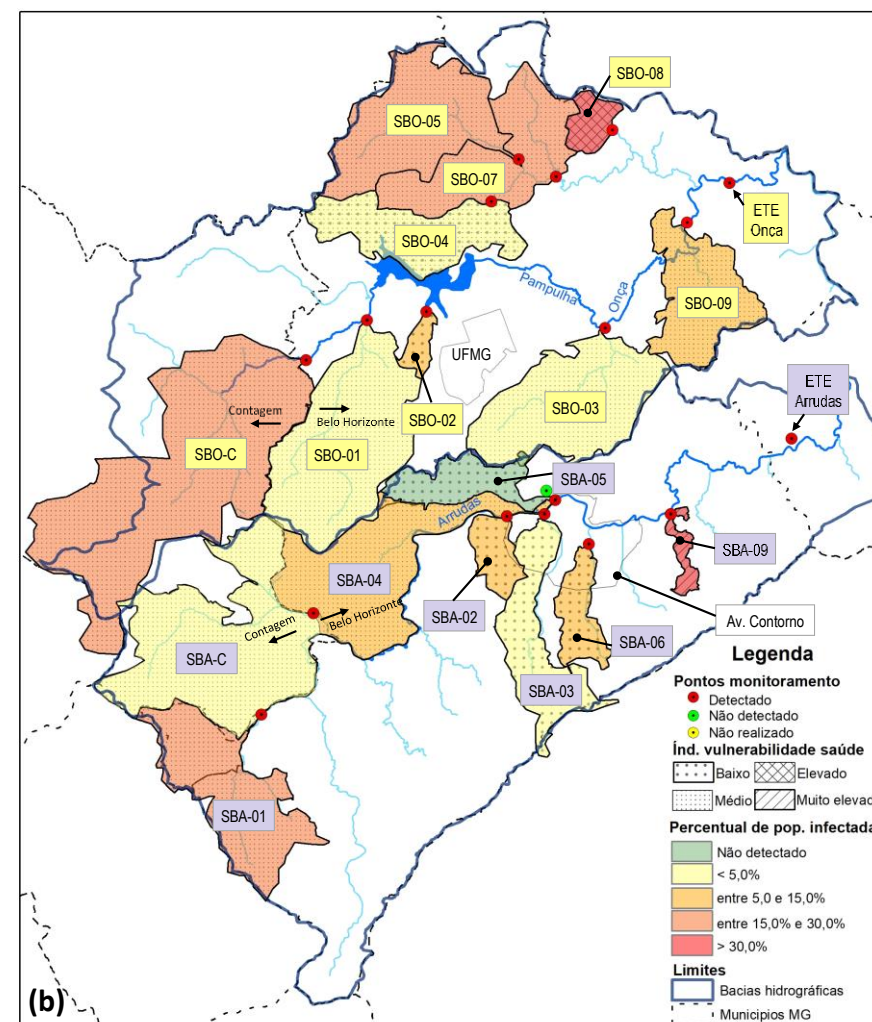 SBO-08
SBO-05
SBO-07
ETE
Onca
SBO-04
Pampulha
Onça
SBO-09
UFMG
ETE
Arrudas
Contagem
Belo Horizonte
SBO-02
SBO-03
SBO-C
SBO-01
SBA-05
Arrudas
SBA-09
SBA-04
Belo Horizonte
Contagem
SBA-02
Av. Contorno
SBA-06
SBA-C
SBA-03
SBA-01
Legenda
Pontos monitoramento
Detectado
Não detectado
Não realizado
Índ. vulnerabilidade saúde
Baixo Elevado
Médio Muito elevad
Percentual de pop. infectada
Não detectado
< 5,0%
entre 5,0 e 15,0%
entre 15,0% e 30,0%
> 30,0%
Limites
Bacias hidrográficas
Municipios MG
(b)